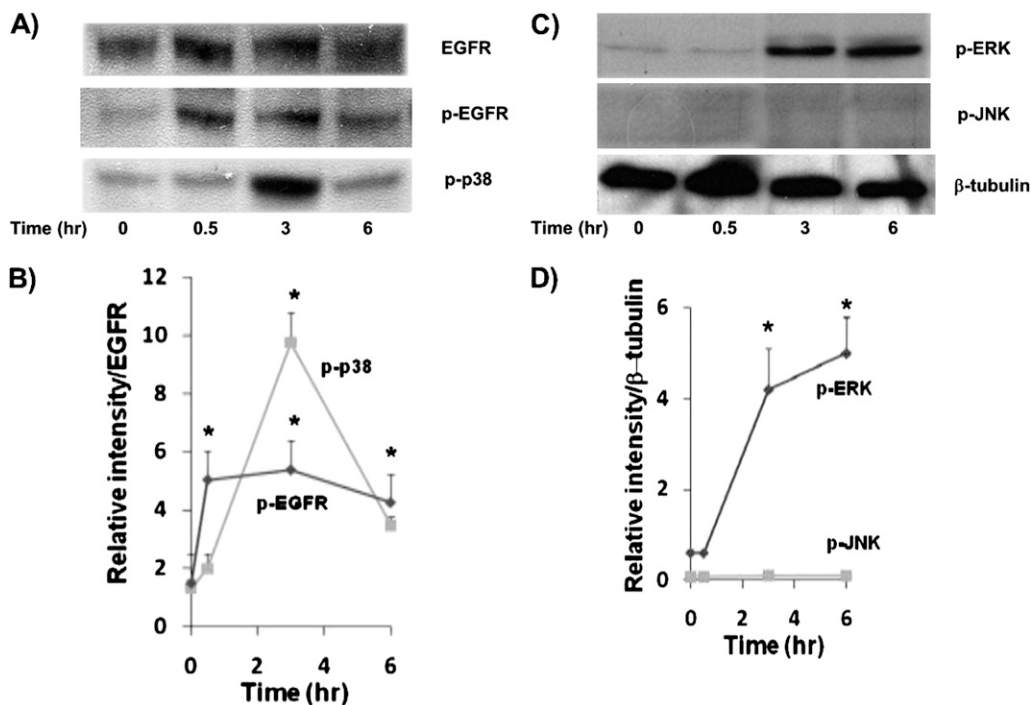 A)
EGFR
p-EGFR
p-p38
Time (hr) 0 0.5 3 6
B)
Relative intensity/EGFR
12
10
8
6
4
2
0
*
*
*
*
p-p38
p-EGFR
0 2 4 6
Time (hr)
C)
p-ERK
p-JNK
β-tubulin
Time (hr) 0 0.5 3 6
D)
Relative intensity/β-tubulin
6
4
2
0
*
*
p-ERK
p-JNK
0 2 4 6
Time (hr)